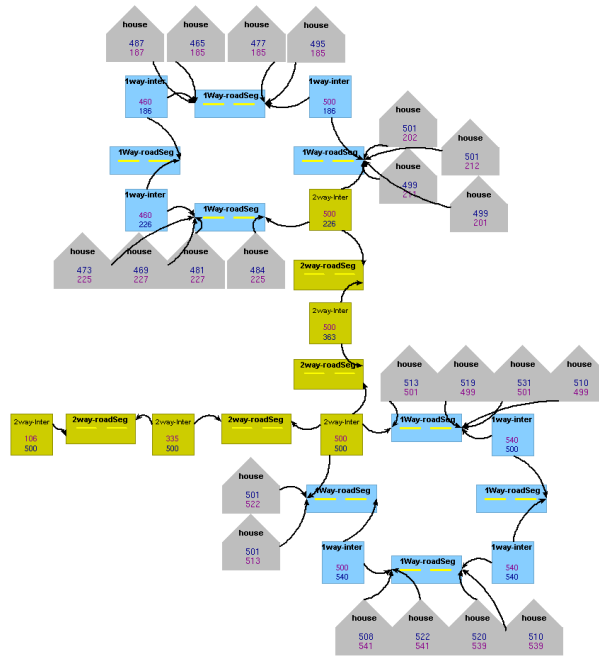 house
487
187
house
465
185
house
477
185
house
495
185
1way-inter
460
186
1Way-roadSeg
1way-inter
500
186
house
501
202
house
501
212
1Way-roadSeg
1Way-roadSeg
house
499
house
499
201
1way-inter
460
226
1Way-roadSeg
2way-Inter
500
226
house
473
225
house
469
227
house
481
227
house
484
225
2way-roadSeg
2way-Inter
500
363
2way-roadSeg
house
513
501
house
519
499
house
531
501
house
510
499
2way-Inter
106
500
2way-roadSeg
2way-Inter
335
500
2way-roadSeg
2way-Inter
500
500
1Way-roadSeg
1way-inter
540
500
house
501
522
1Way-roadSeg
1Way-roadSeg
house
501
513
1way-inter
500
540
1Way-roadSeg
1way-inter
540
540
house
508
541
house
522
541
house
520
539
house
510
539